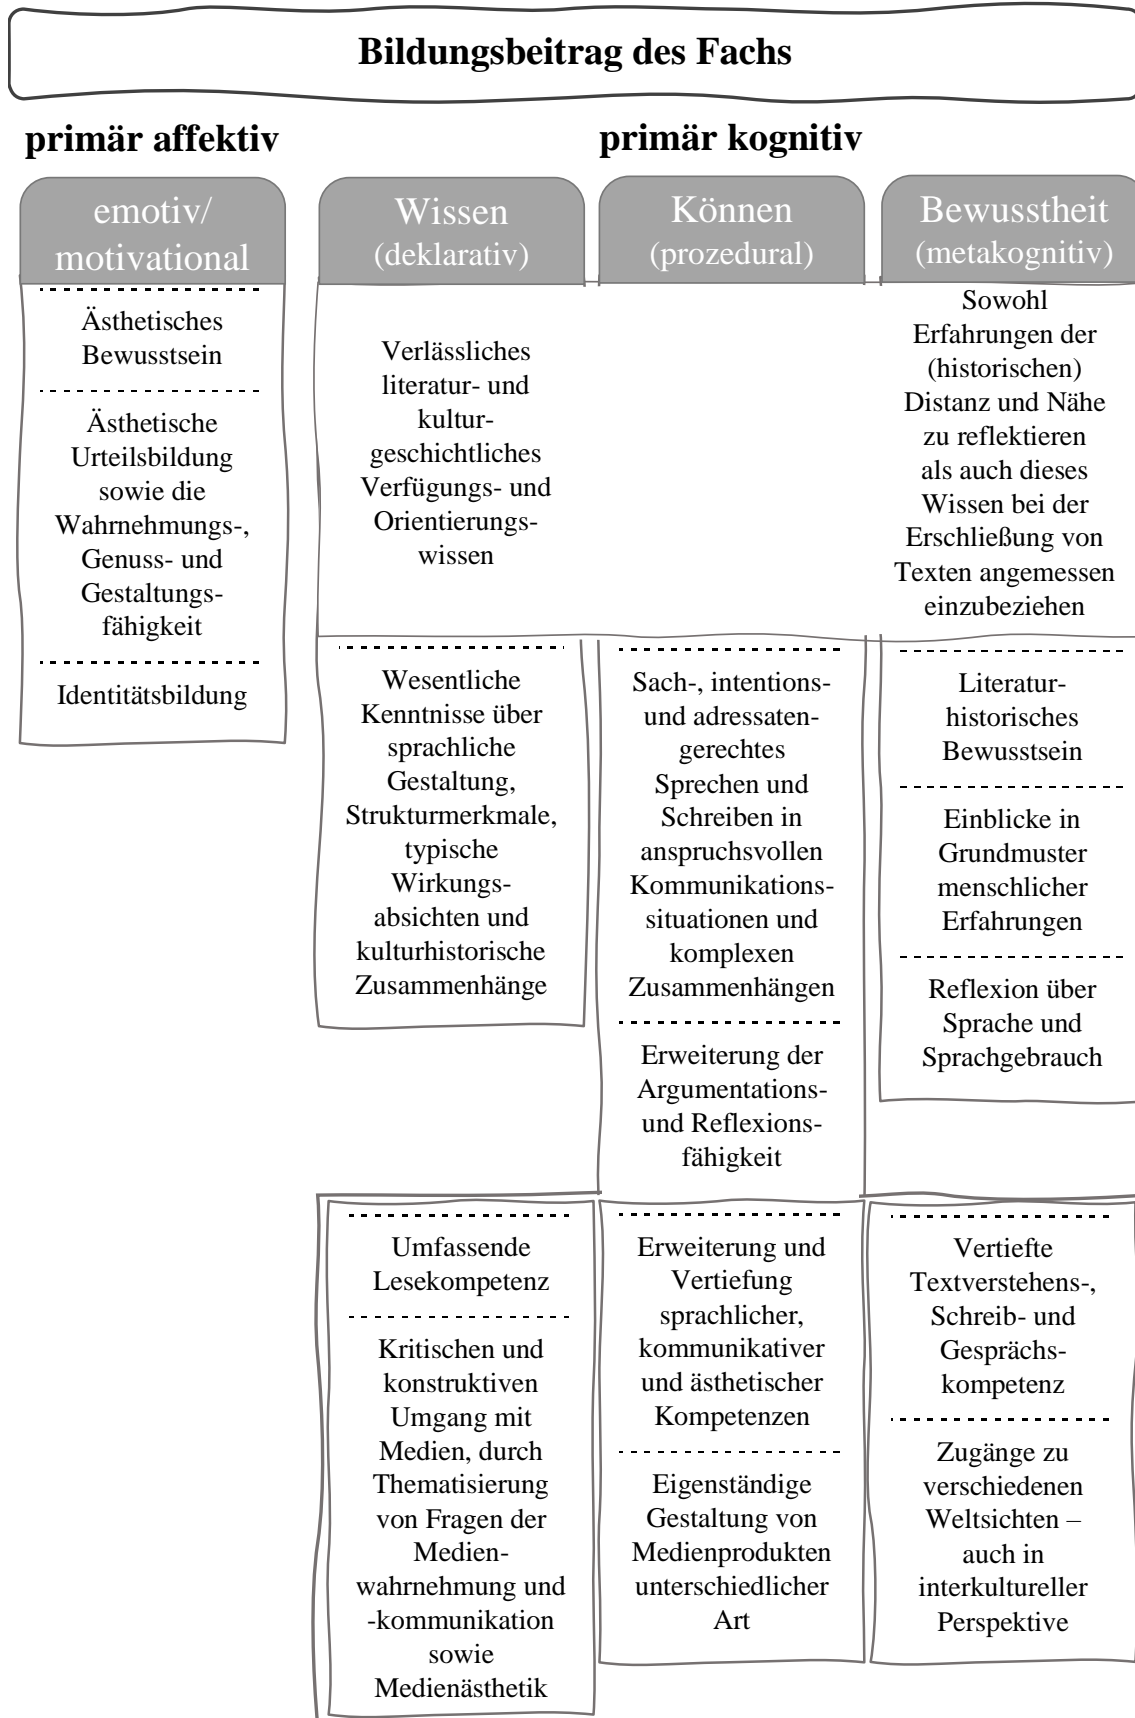 Bildungsbeitrag des Fachs
primär affektiv
primär kognitiv
emotiv/
motivational
Ästhetisches
Bewusstsein
Ästhetische
Urteilsbildung
sowie die
Wahrnehmungs-,
Genuss- und
Gestaltungs-
fähigkeit
Identitätsbildung
Wissen
(deklarativ)
Verlässliches
literatur- und
kultur-
geschichtliches
Verfügungs- und
Orientierungs-
wissen
Wesentliche
Kenntnisse über
sprachliche
Gestaltung,
Strukturmerkmale,
typische
Wirkungs-
absichten und
kulturhistorische
Zusammenhänge
Umfassende
Lesekompetenz
Kritischen und
konstruktiven
Umgang mit
Medien, durch
Thematisierung
von Fragen der
Medien-
wahrnehmung und
-kommunikation
sowie
Medienästhetik
Können
(prozedural)
Sach-, intentions-
und adressaten-
gerechtes
Sprechen und
Schreiben in
anspruchsvollen
Kommunikations-
situationen und
komplexen
Zusammenhängen
Erweiterung der
Argumentations-
und Reflexions-
fähigkeit
Erweiterung und
Vertiefung
sprachlicher,
kommunikativer
und ästhetischer
Kompetenzen
Eigenständige
Gestaltung von
Medienprodukten
unterschiedlicher
Art
Bewusstheit
(metakognitiv)
Sowohl
Erfahrungen der
(historischen)
Distanz und Nähe
zu reflektieren
als auch dieses
Wissen bei der
Erschließung von
Texten angemessen
einzubeziehen
Literatur-
historisches
Bewusstsein
Einblicke in
Grundmuster
menschlicher
Erfahrungen
Reflexion über
Sprache und
Sprachgebrauch
Vertiefte
Textverstehens-,
Schreib- und
Gesprächs-
kompetenz
Zugänge zu
verschiedenen
Weltsichten –
auch in
interkultureller
Perspektive